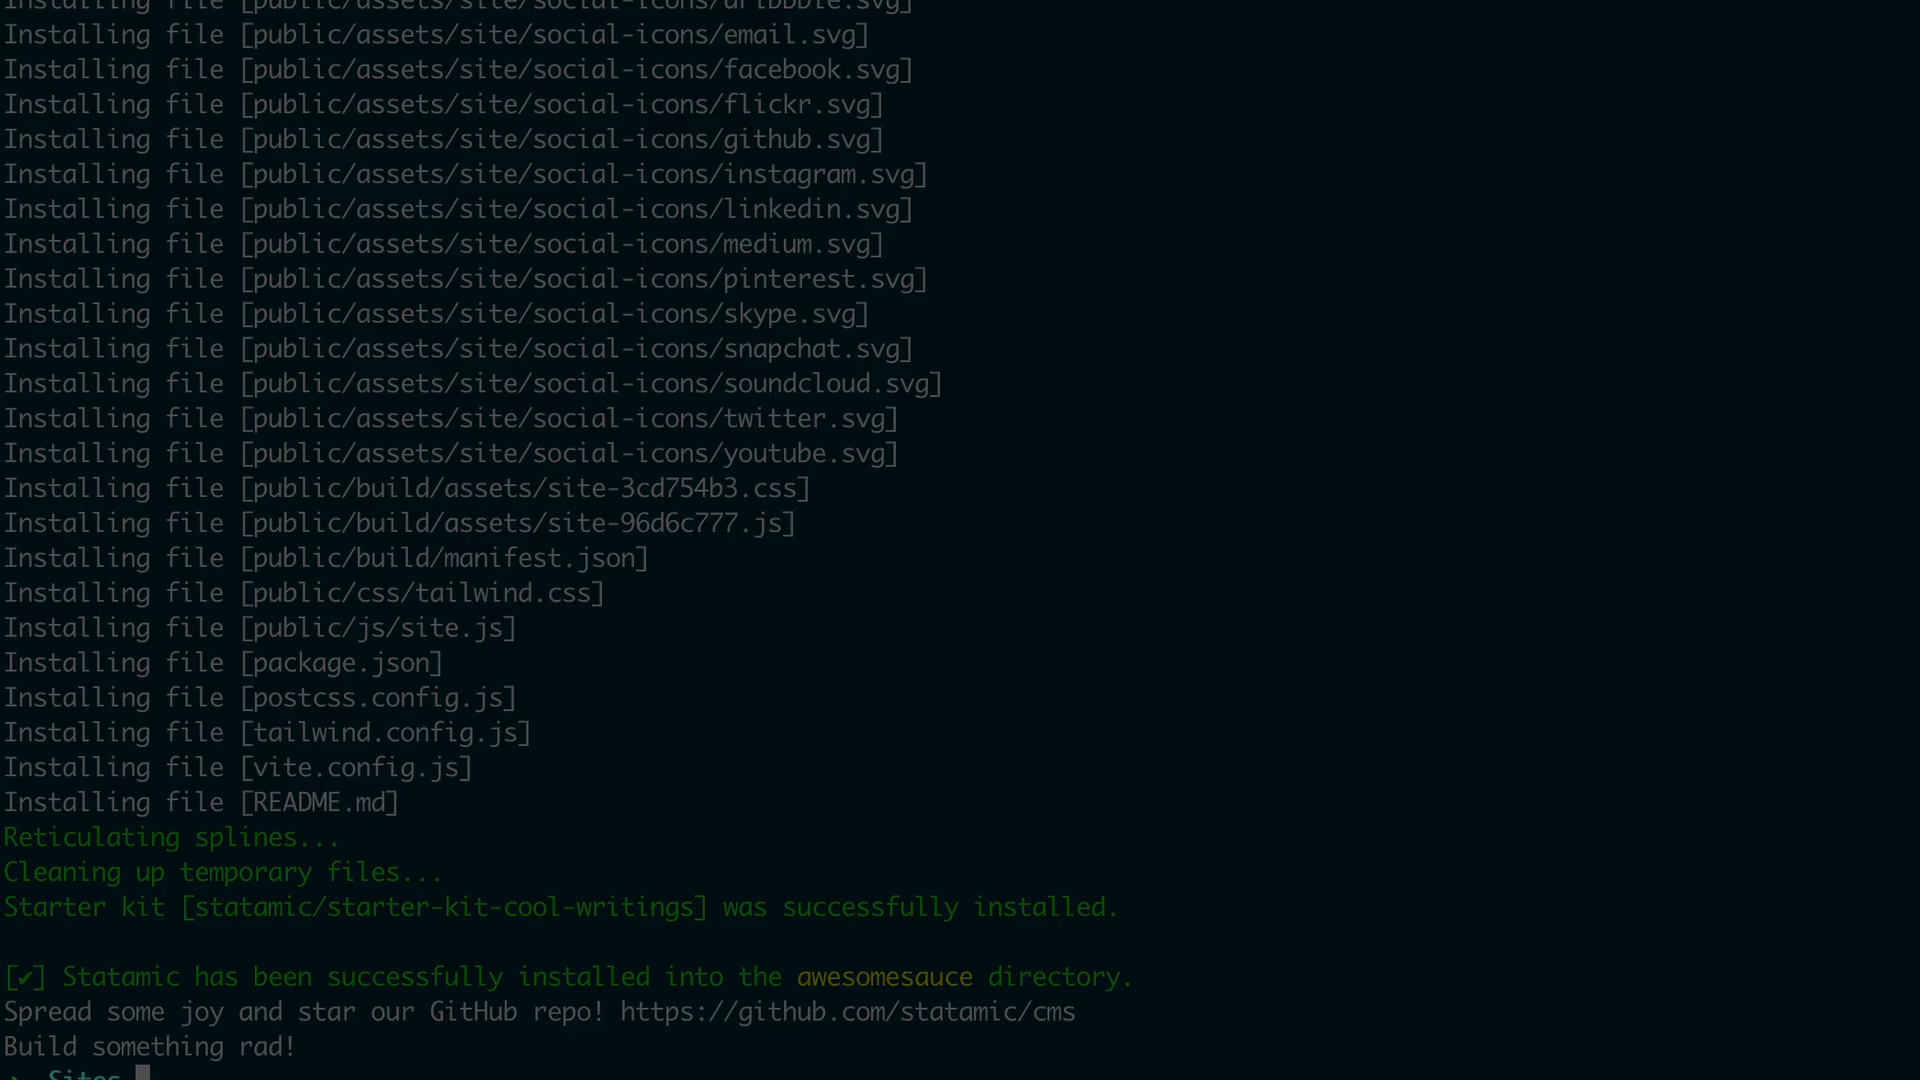 Installing file [public/assets/site/social-icons/dribbble.svg]
Installing file [public/assets/site/social-icons/email.svg]
Installing file [public/assets/site/social-icons/facebook.svg]
Installing file [public/assets/site/social-icons/flickr.svg]
Installing file [public/assets/site/social-icons/github.svg]
Installing file [public/assets/site/social-icons/instagram.svg]
Installing file [public/assets/site/social-icons/linkedin.svg]
Installing file [public/assets/site/social-icons/medium.svg]
Installing file [public/assets/site/social-icons/pinterest.svg]
Installing file [public/assets/site/social-icons/skype.svg]
Installing file [public/assets/site/social-icons/snapchat.svg]
Installing file [public/assets/site/social-icons/soundcloud.svg]
Installing file [public/assets/site/social-icons/twitter.svg]
Installing file [public/assets/site/social-icons/youtube.svg]
Installing file [public/build/assets/site-3cd754b3.css]
Installing file [public/build/assets/site-96d6c777.js]
Installing file [public/build/manifest.json]
Installing file [public/css/tailwind.css]
Installing file [public/js/site.js]
Installing file [package.json]
Installing file [postcss.config.js]
Installing file [tailwind.config.js]
Installing file [vite.config.js]
Installing file [README.md]
Reticulating splines...
Cleaning up temporary files...
Starter kit [statamic/starter-kit-cool-writings] was successfully installed.
[✔] Statamic has been successfully installed into the awesomesauce directory.
Spread some joy and star our GitHub repo! https://github.com/statamic/cms
Build something rad!
Sites